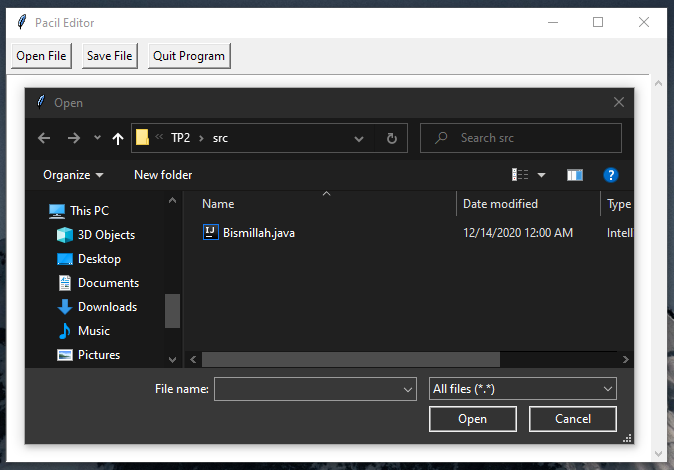 Pacil Editor
Open File Save File Quit Program
Open
TP2 src Search src
Organize New folder
This PC
3D Objects
Desktop
Documents
Downloads
Music
Pictures
Name Date modified Type
Bismillah.java 12/14/2020 12:00 AM Intell
File name: All files (*.*)
Open Cancel